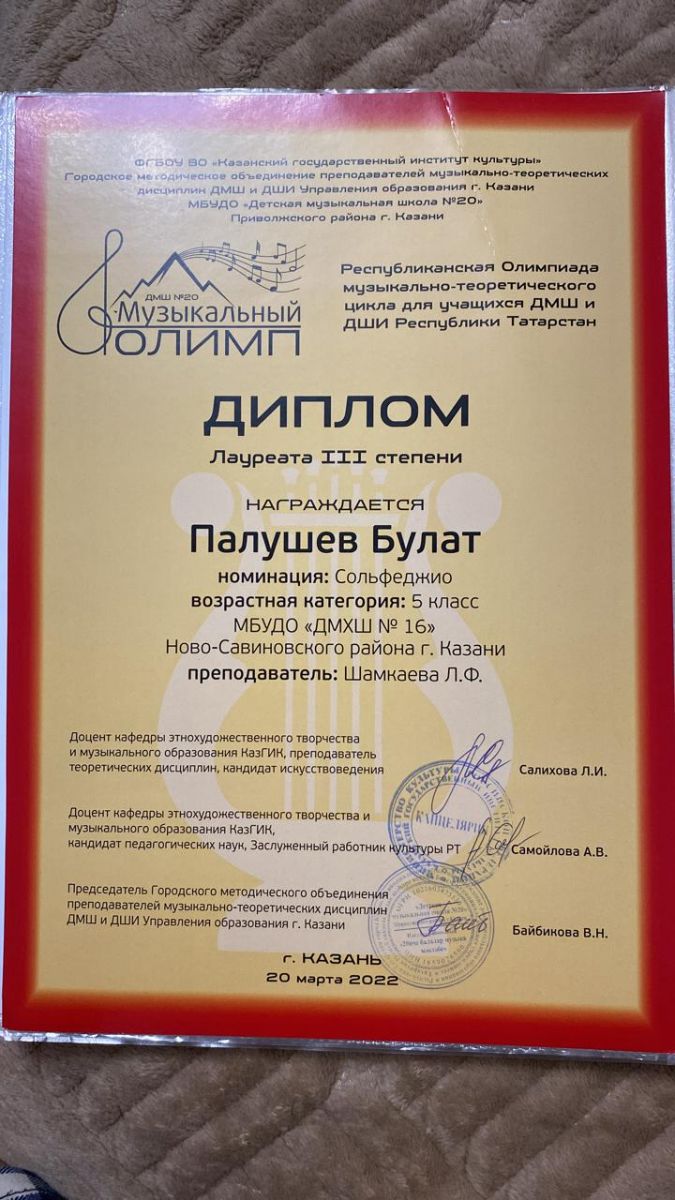 ФГБОУ ВО «Казанский государственный институт культуры»
Городское методическое объединение преподавателей музыкально-теоретических
дисциплин ДМШ и ДШИ Управления образования г. Казани
МБУДО «Детская музыкальная школа №20»
Приволжского района г. Казани
ДМШ №20
Музыкальный
ОЛИМП
Республиканская Олимпиада
музыкально-теоретического
цикла для учащихся ДМШ и
ДШИ Республики Татарстан
ДИПЛОМ
Лауреата III степени
НАГРАЖДАЕТСЯ
Палушев Булат
номинация: Сольфеджио
возрастная категория: 5 класс
МБУДО «ДМХШ № 16»
Ново-Савиновского района г. Казани
преподаватель: Шамкаева Л.Ф.
Доцент кафедры этнохудожественного творчества
и музыкального образования КазГИК, преподаватель
теоретических дисциплин, кандидат искусствоведения
Салихова Л.И.
Доцент кафедры этнохудожественного творчества и
музыкального образования КазГИК,
кандидат педагогических наук, Заслуженный работник культуры РТ
Самойлова А.В.
КАНЦЕЛЯРИЯ
Председатель Городского методического объединения
преподавателей музыкально-теоретических дисциплин
ДМШ и ДШИ Управления образования г. Казани
Байбикова В.Н.
г. КАЗАНЬ
20 марта 2022